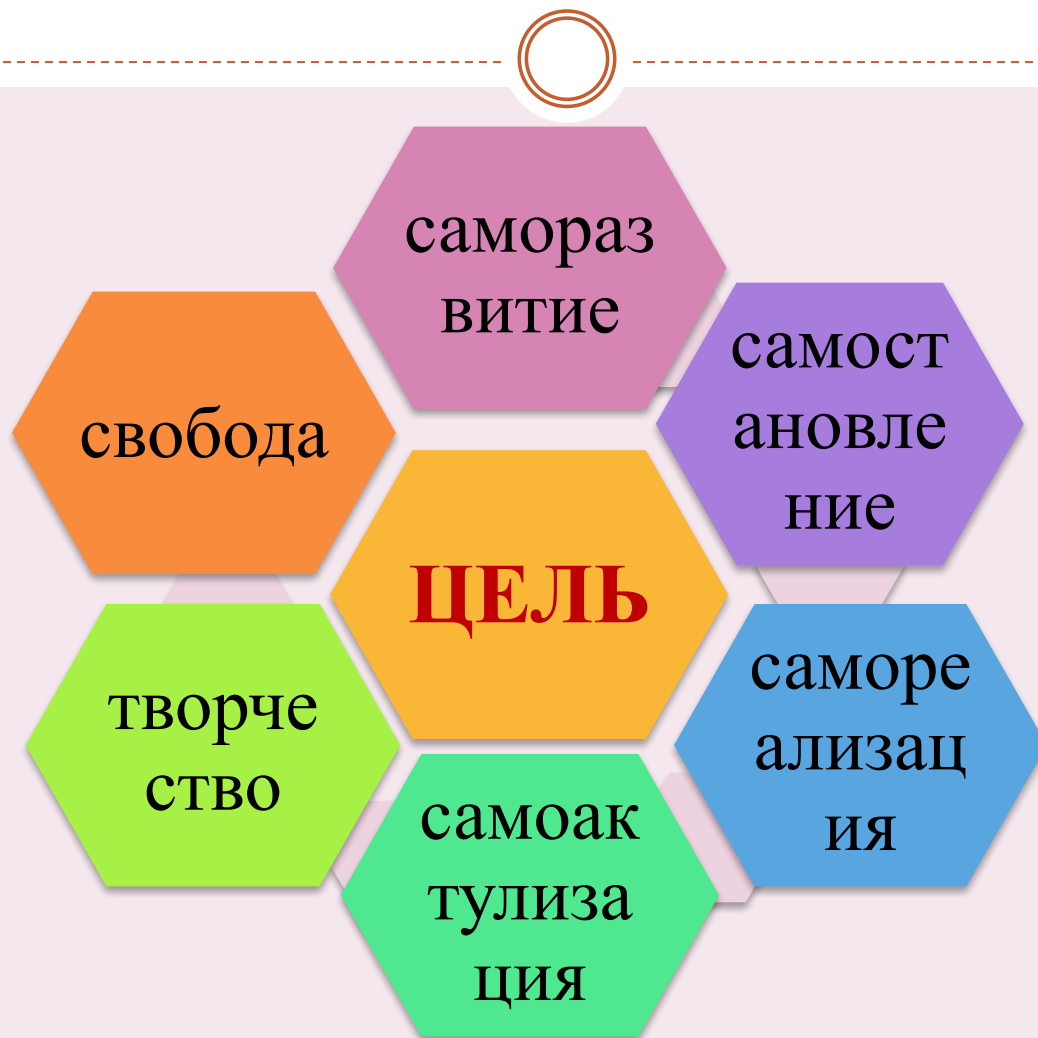 самораз
витие
самост
ановле
ние
саморе
ализац
ия
самоак
тулиза
ция
творче
ство
свобода
ЦЕЛЬ